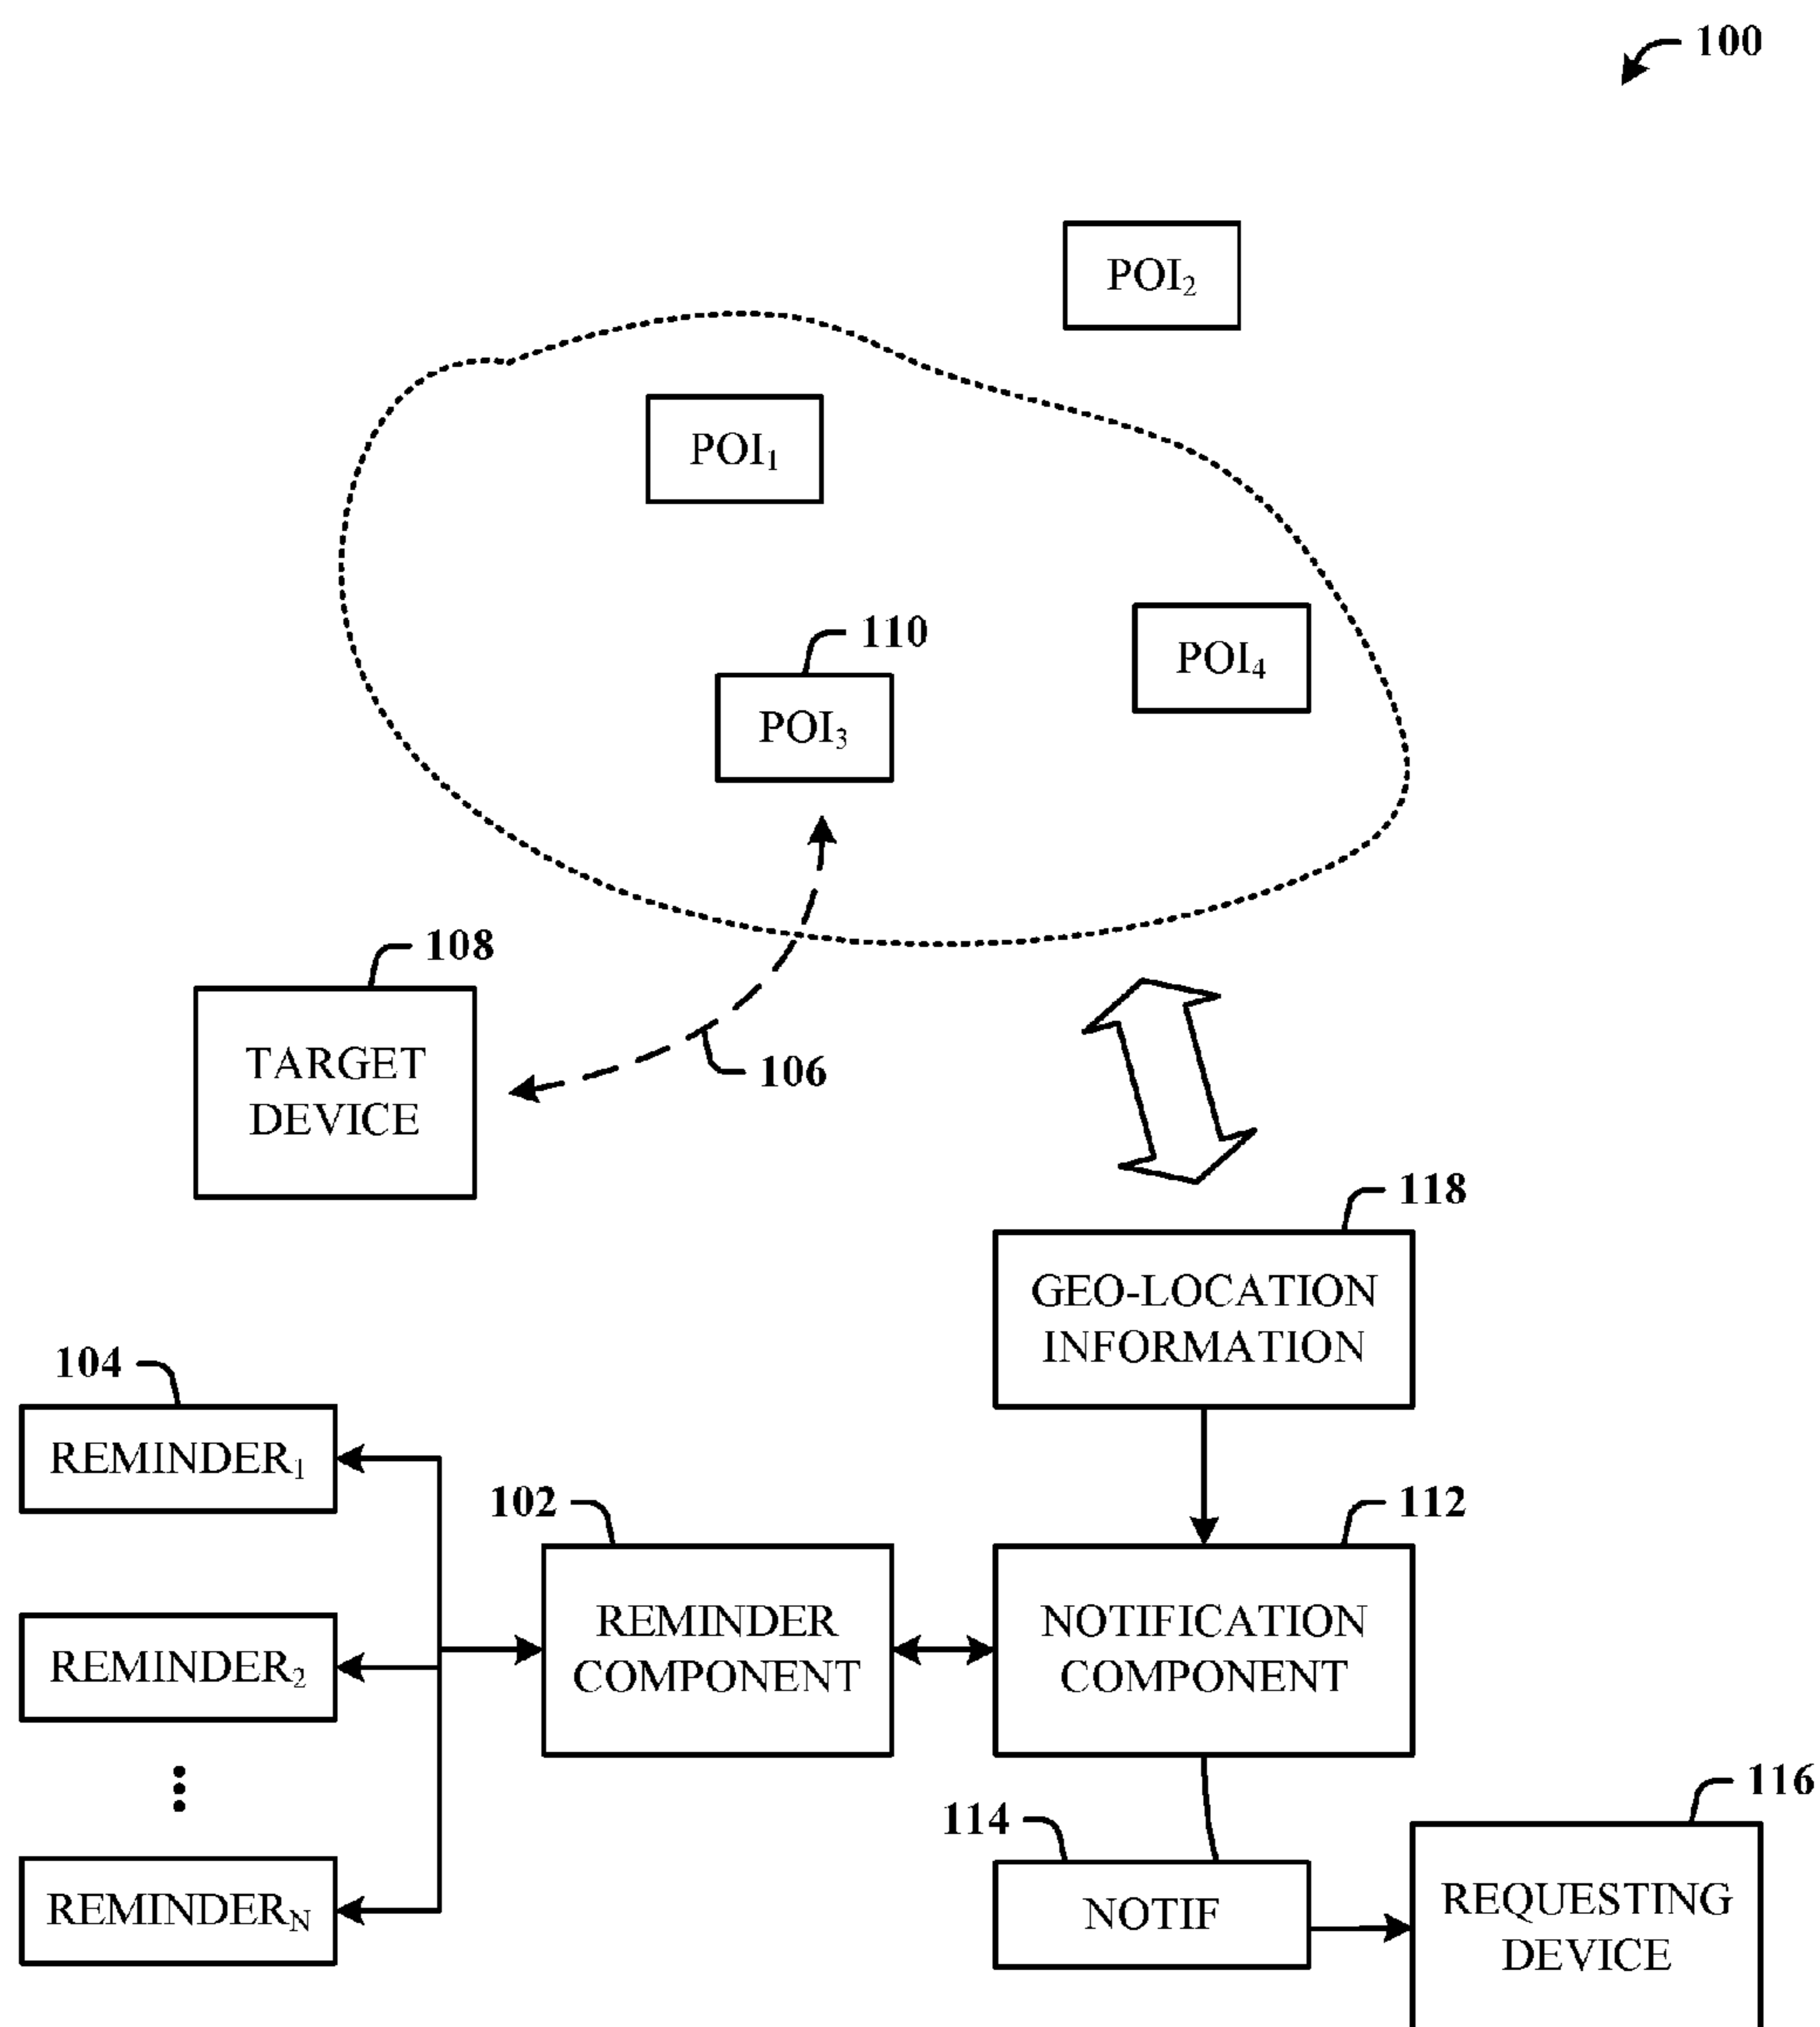 100
POI₂
POI₁
110
POI₄
POI₃
108
TARGET
DEVICE
106
118
GEO-LOCATION
INFORMATION
104
REMINDER₁
102
112
REMINDER
COMPONENT
NOTIFICATION
COMPONENT
REMINDER₂
116
114
REMINDER_N
NOTIF
REQUESTING
DEVICE